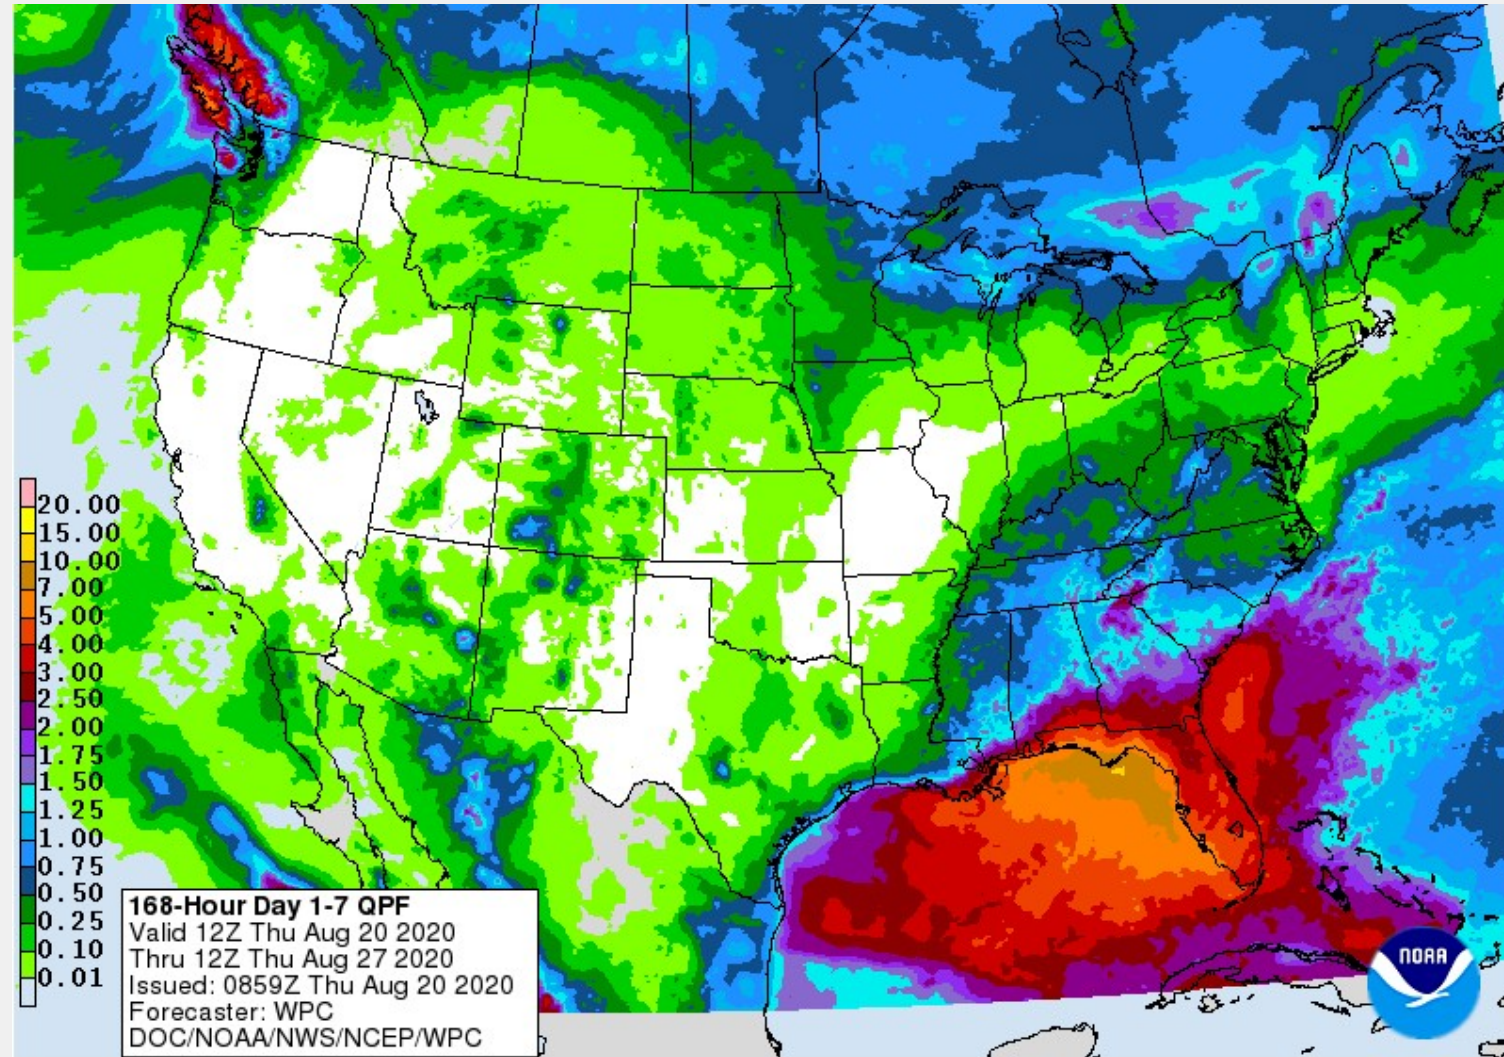 20.00
15.00
10.00
7.00
5.00
4.00
3.00
2.50
2.00
1.75
1.50
1.25
1.00
0.75
0.50
0.25
0.10
0.01
168-Hour Day 1-7 QPF
Valid 12Z Thu Aug 20 2020
Thru 12Z Thu Aug 27 2020
Issued: 0859Z Thu Aug 20 2020
Forecaster: WPC
DOC/NOAA/NWS/NCEP/WPC
NOAA